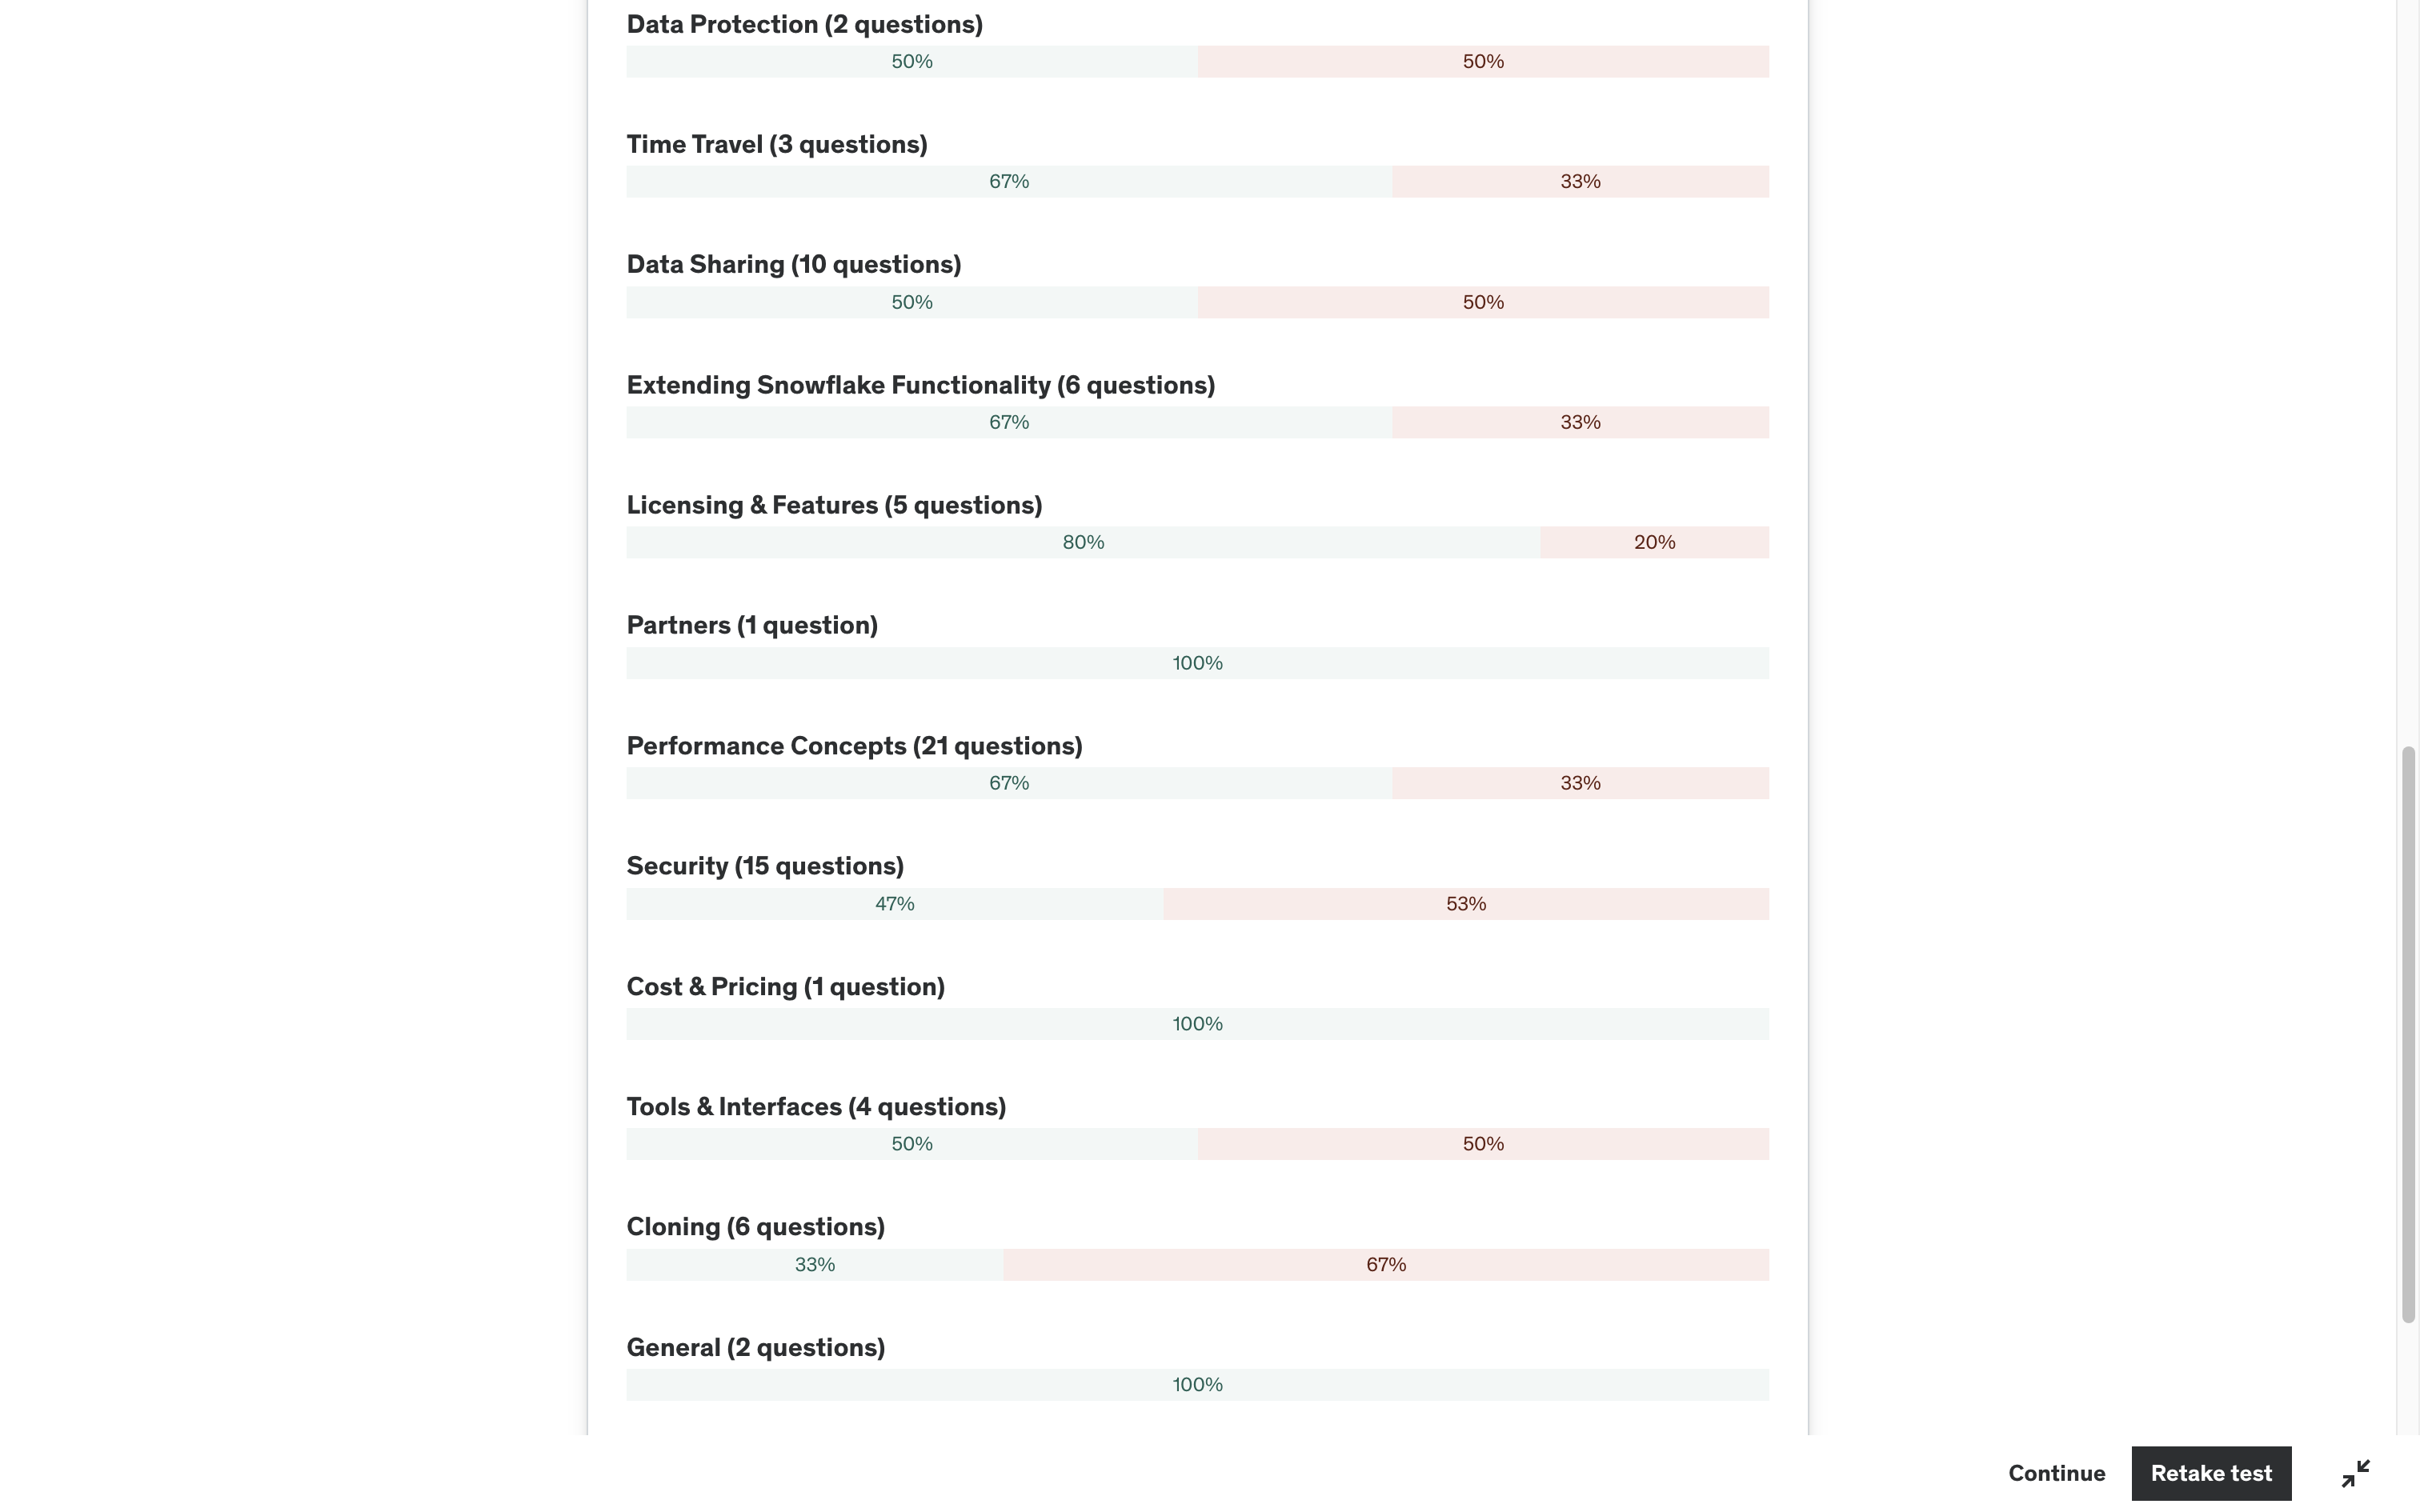 Data Protection (2 questions)
50% 50%
Time Travel (3 questions)
67% 33%
Data Sharing (10 questions)
50% 50%
Extending Snowflake Functionality (6 questions)
67% 33%
Licensing & Features (5 questions)
80% 20%
Partners (1 question)
100%
Performance Concepts (21 questions)
67% 33%
Security (15 questions)
47% 53%
Cost & Pricing (1 question)
100%
Tools & Interfaces (4 questions)
50% 50%
Cloning (6 questions)
33% 67%
General (2 questions)
100%
Continue Retake test